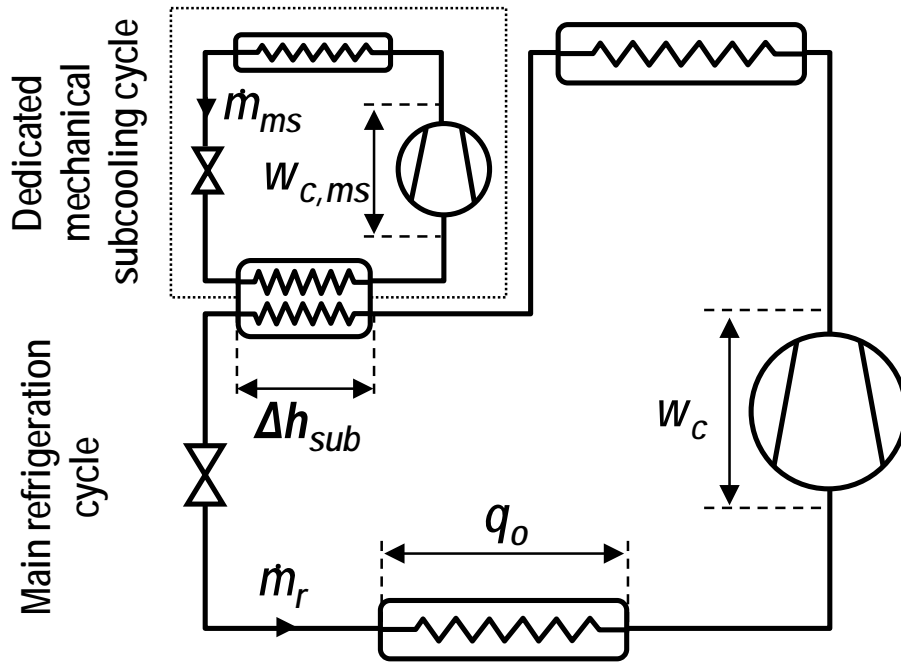 Dedicated
mechanical
subcooling cycle
ṁms
wc,ms
Δhsub
Main refrigeration
cycle
wc
qo
ṁr